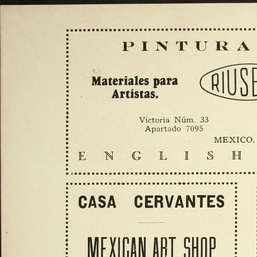 PINTURA
Materiales para
Artistas.
RIUSE
Victoria Núm. 33
Apartado 7095
MEXICO,
ENGLISH
CASA CERVANTES
MEXICAN ART SHOP